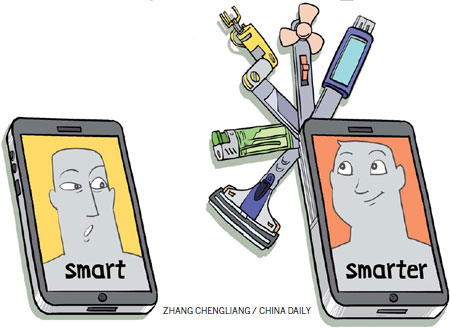 smart
smarter
ZHANG CHENGLIANG / CHINA DAILY